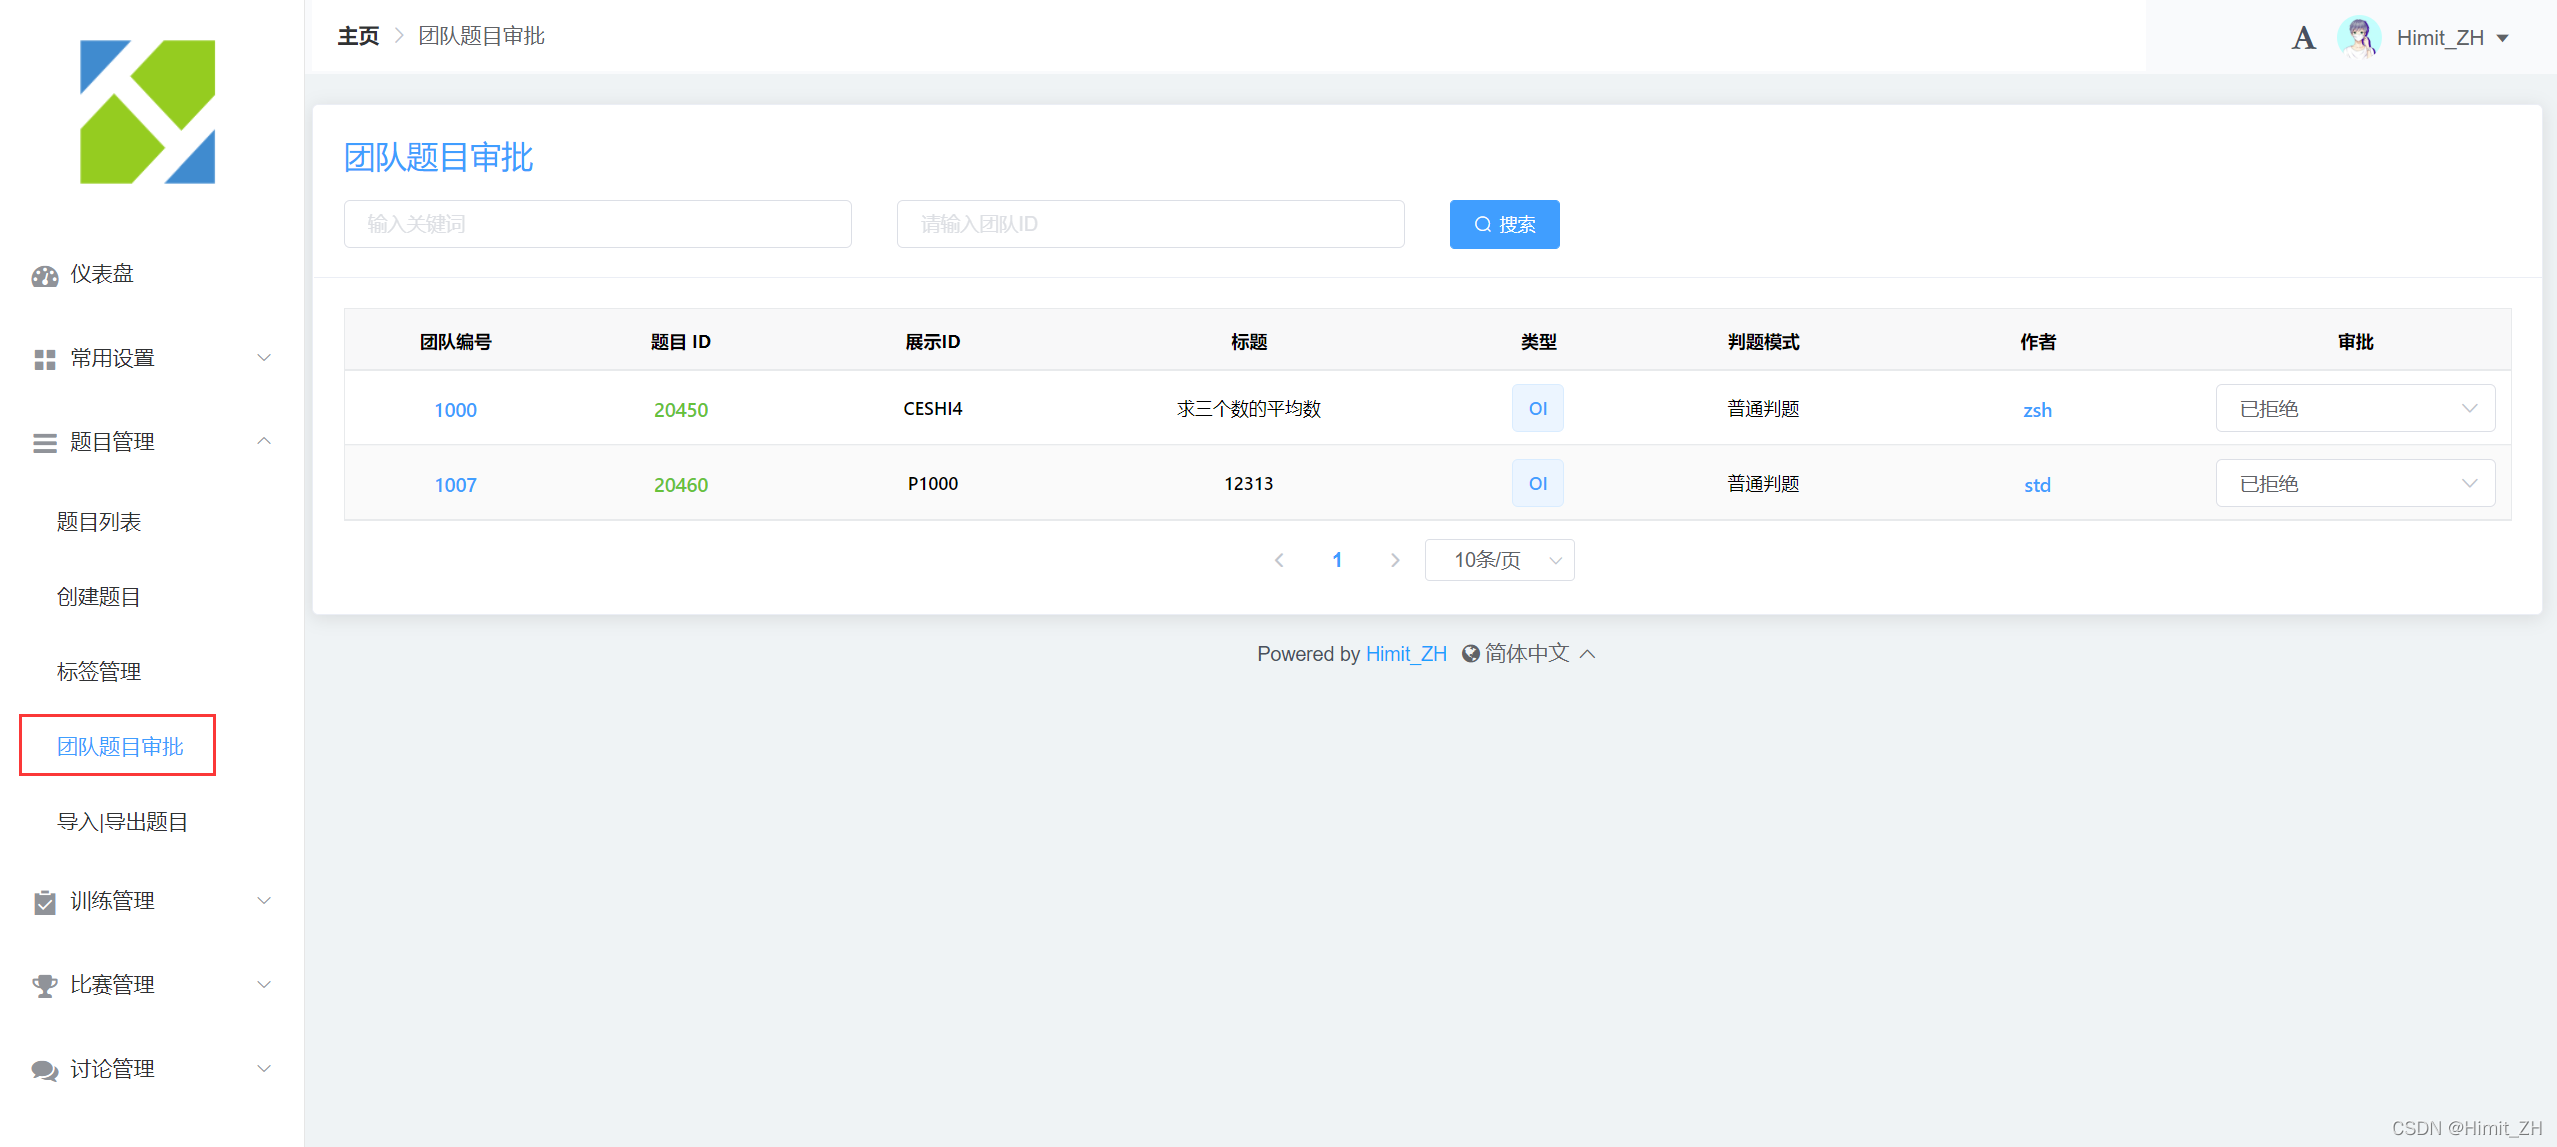 主页 > 团队题目审批
A Himit_ZH
仪表盘
常用设置
题目管理
题目列表
创建题目
标签管理
团队题目审批
导入|导出题目
训练管理
比赛管理
讨论管理
团队题目审批
输入关键词 请输入团队ID 搜索
团队编号 题目 ID 展示ID 标题 类型 判题模式 作者 审批
1000 20450 CESHI4 求三个数的平均数 OI 普通判题 zsh 已拒绝
1007 20460 P1000 12313 OI 普通判题 std 已拒绝
1 10条/页
Powered by Himit_ZH 简体中文
CSDN @Himit_ZH